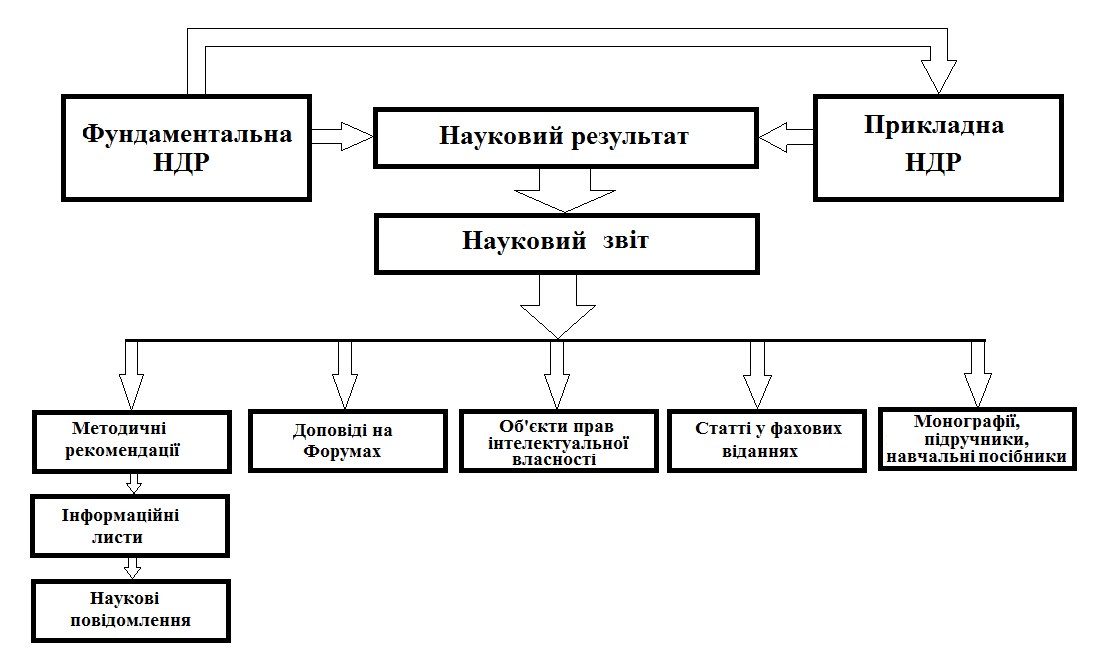 Фундаментальна
НДР
Науковий результат
Прикладна
НДР
Науковий звіт
Методичні
рекомендації
Доповіді на
Форумах
Об'єкти прав
інтелектуальної
власності
Статті у фахових
віданнях
Монографії,
підручники,
навчальні посібники
Інформаційні
листи
Наукові
повідомлення